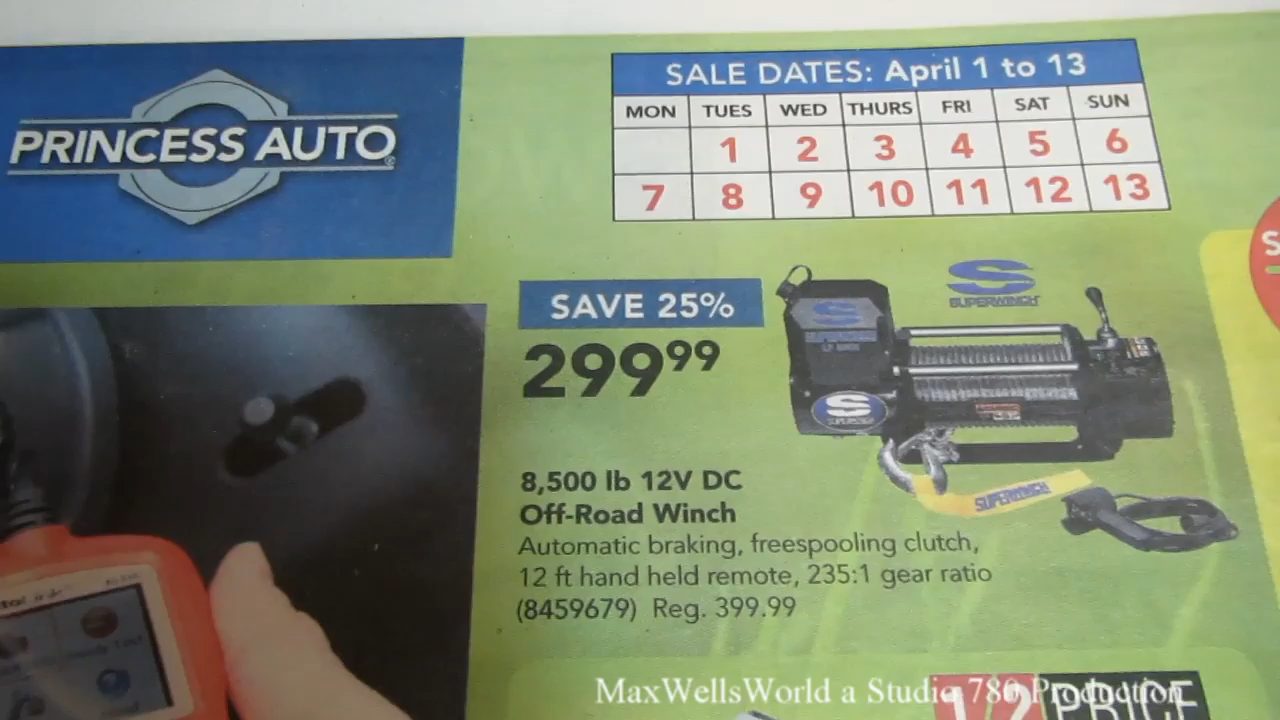 PRINCESS AUTO
SALE DATES: April 1 to 13
MON TUES WED THURS FRI SAT SUN
1 2 3 4 5 6
7 8 9 10 11 12 13
SAVE 25%
299 99
S
SUPERWINCH
S
S
SUPERWINCH
8,500 lb 12V DC
Off-Road Winch
Automatic braking, freespooling clutch,
12 ft hand held remote, 235:1 gear ratio
(8459679) Reg. 399.99
S
1/2 PRICE
MaxWellsWorld a Studio 780 Production